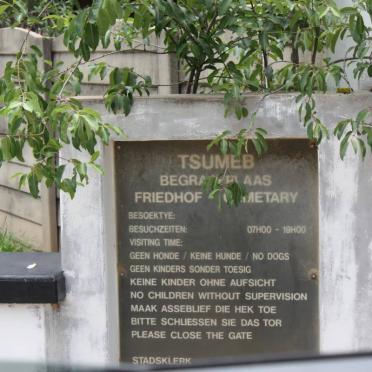 TSUMEB
BEGRAAFPLAAS
FRIEDHOF CEMETARY
BESOEKTYE:
BESUCHZEITEN: 07H00 - 19H00
VISITING TIME:
GEEN HONDE / KEINE HUNDE / NO DOGS
GEEN KINDERS SONDER TOESIG
KEINE KINDER OHNE AUFSICHT
NO CHILDREN WITHOUT SUPERVISION
MAAK ASSEBLIEF DIE HEK TOE
BITTE SCHLIESSEN SIE DAS TOR
PLEASE CLOSE THE GATE
STADSKLERK